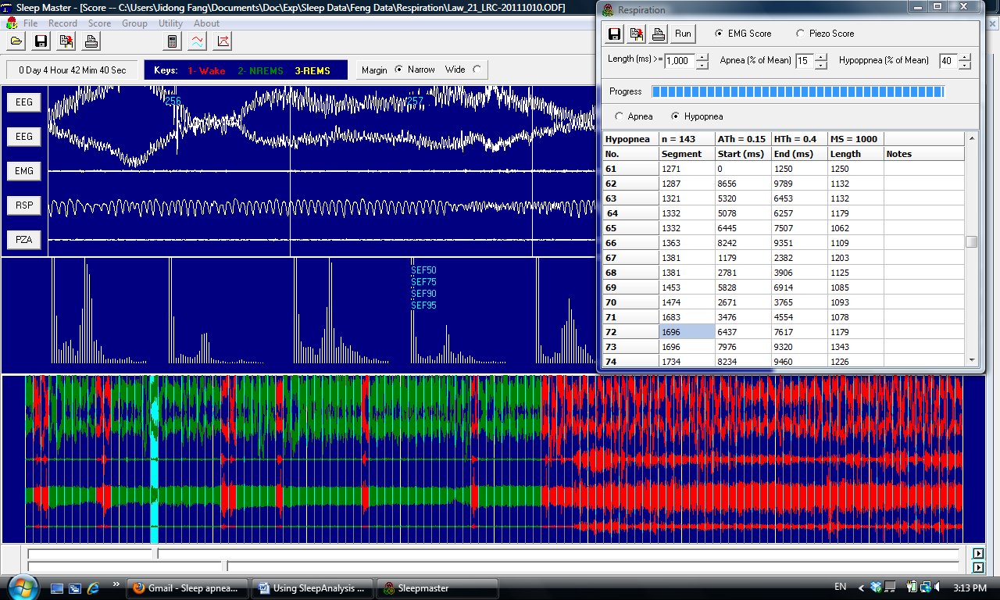 Sleep Master - [Score -- C:\Users\Jidong Fang\Documents\Doc\Exp\Sleep Data\Feng Data\Respiration\Law_21_LRC-20111010.ODF]
File Record Score Group Utility About
0 Day 4 Hour 42 Mim 40 Sec
Keys: 1- Wake 2- NREMS 3-REMS
Margin Narrow Wide
EEG
EEG
EMG
RSP
PZA
256
257
SEF50
SEF75
SEF90
SEF95
Respiration
Run EMG Score Piezo Score
Length (ms) >= 1,000 Apnea (% of Mean) 15 Hypoppnea (% of Mean) 40
Progress
Apnea Hypopnea
Hypopnea n = 143 ATh = 0.15 HTh = 0.4 MS = 1000
No. Segment Start (ms) End (ms) Length Notes
61 1271 0 1250 1250
62 1287 8656 9789 1132
63 1321 5320 6453 1132
64 1332 5078 6257 1179
65 1332 6445 7507 1062
66 1363 8242 9351 1109
67 1381 1179 2382 1203
68 1381 2781 3906 1125
69 1453 5828 6914 1085
70 1474 2671 3765 1093
71 1683 3476 4554 1078
72 1696 6437 7617 1179
73 1696 7976 9320 1343
74 1734 8234 9460 1226
Gmail - Sleep apnea...
Using SleepAnalysis ...
Sleepmaster
EN
3:13 PM